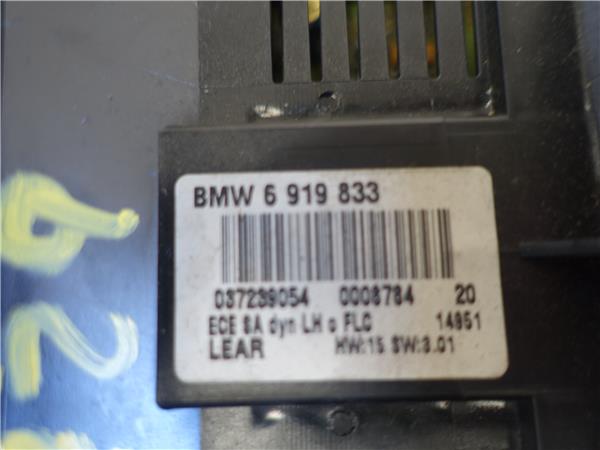 BMW 6 919 833
037239054 0008784 20
ECE SA dyn LH o FLC 14851
LEAR HW:15 SW:3.01